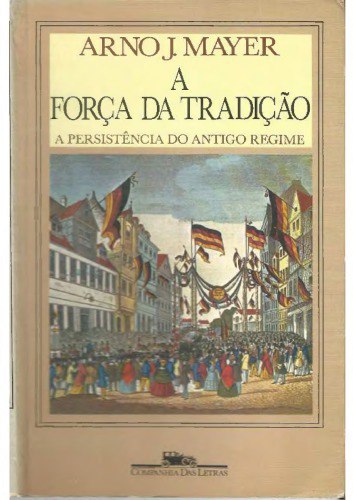 ARNO J. MAYER
A
FORÇA DA TRADIÇÃO
A PERSISTÊNCIA DO ANTIGO REGIME
COMPANHIA DAS LETRAS